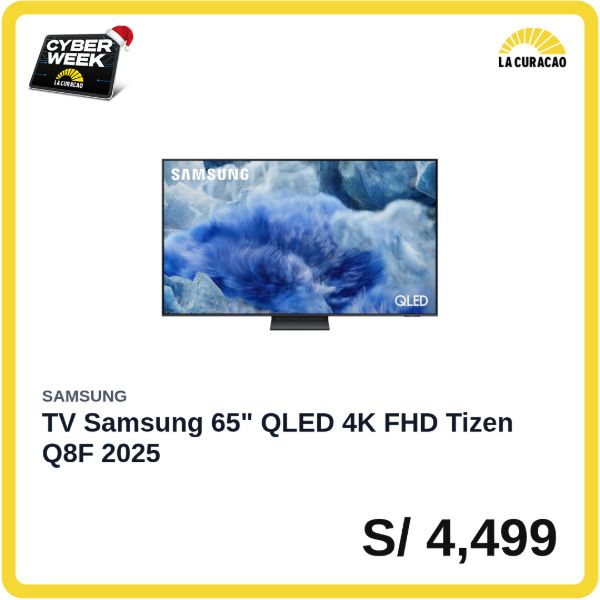 CYBER
WEEK
LA CURACAO
LA CURACAO
SAMSUNG
QLED
SAMSUNG
TV Samsung 65" QLED 4K FHD Tizen
Q8F 2025
S/ 4,499